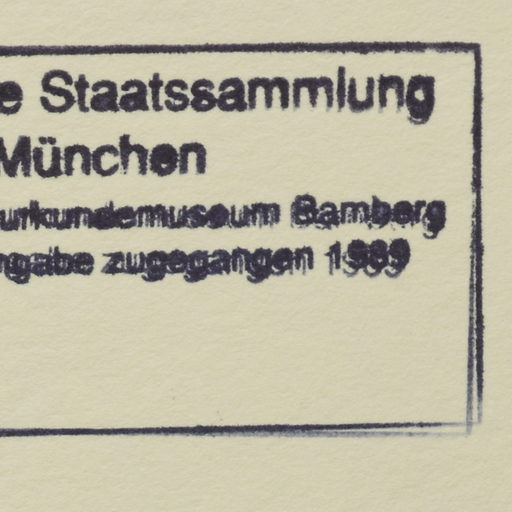 e Staatssammlung
München
urkundemuseum Bamberg
ngabe zugegangen 1989